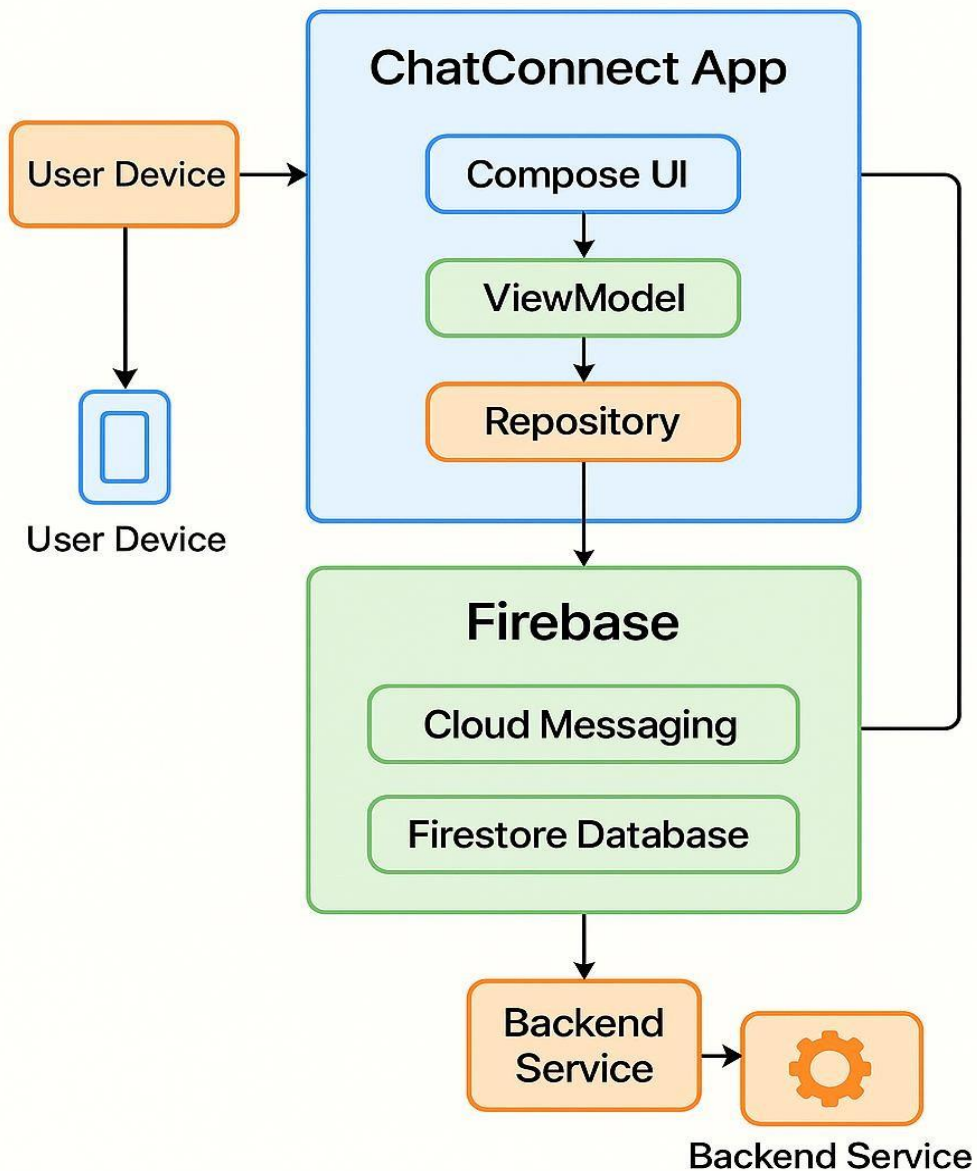 ChatConnect App
User Device
Compose UI
ViewModel
Repository
User Device
Firebase
Cloud Messaging
Firestore Database
Backend
Service
Backend Service